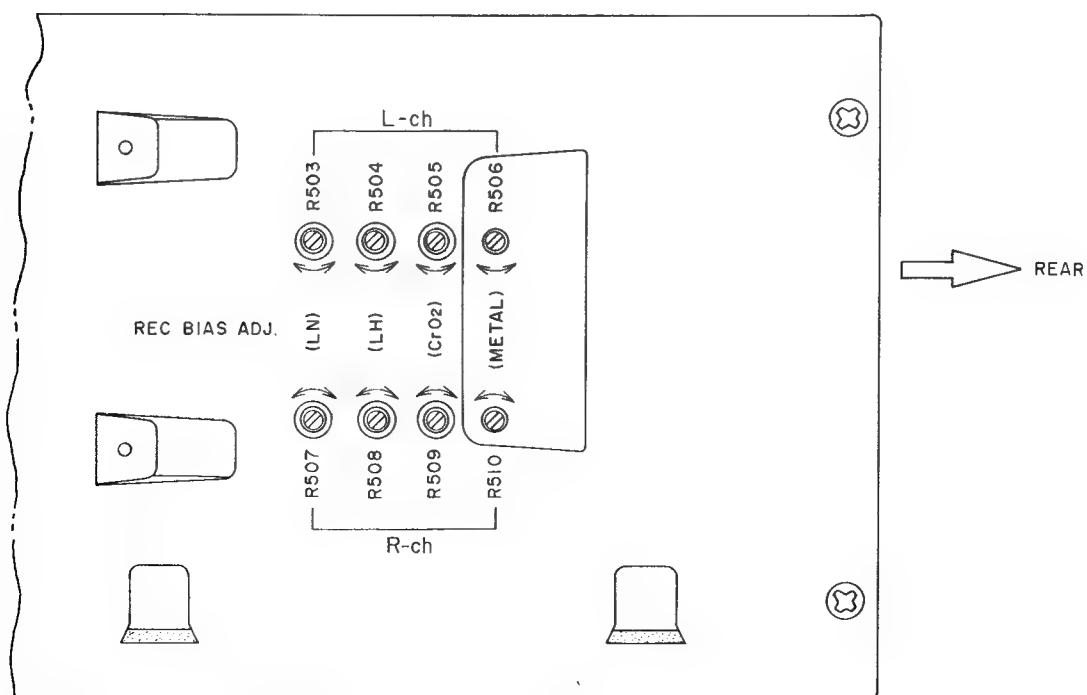 L-ch
R503
R504
R505
R506
REAR
REC BIAS ADJ.
(LN)
(LH)
(CrO2)
(METAL)
R507
R508
R509
R510
R-ch